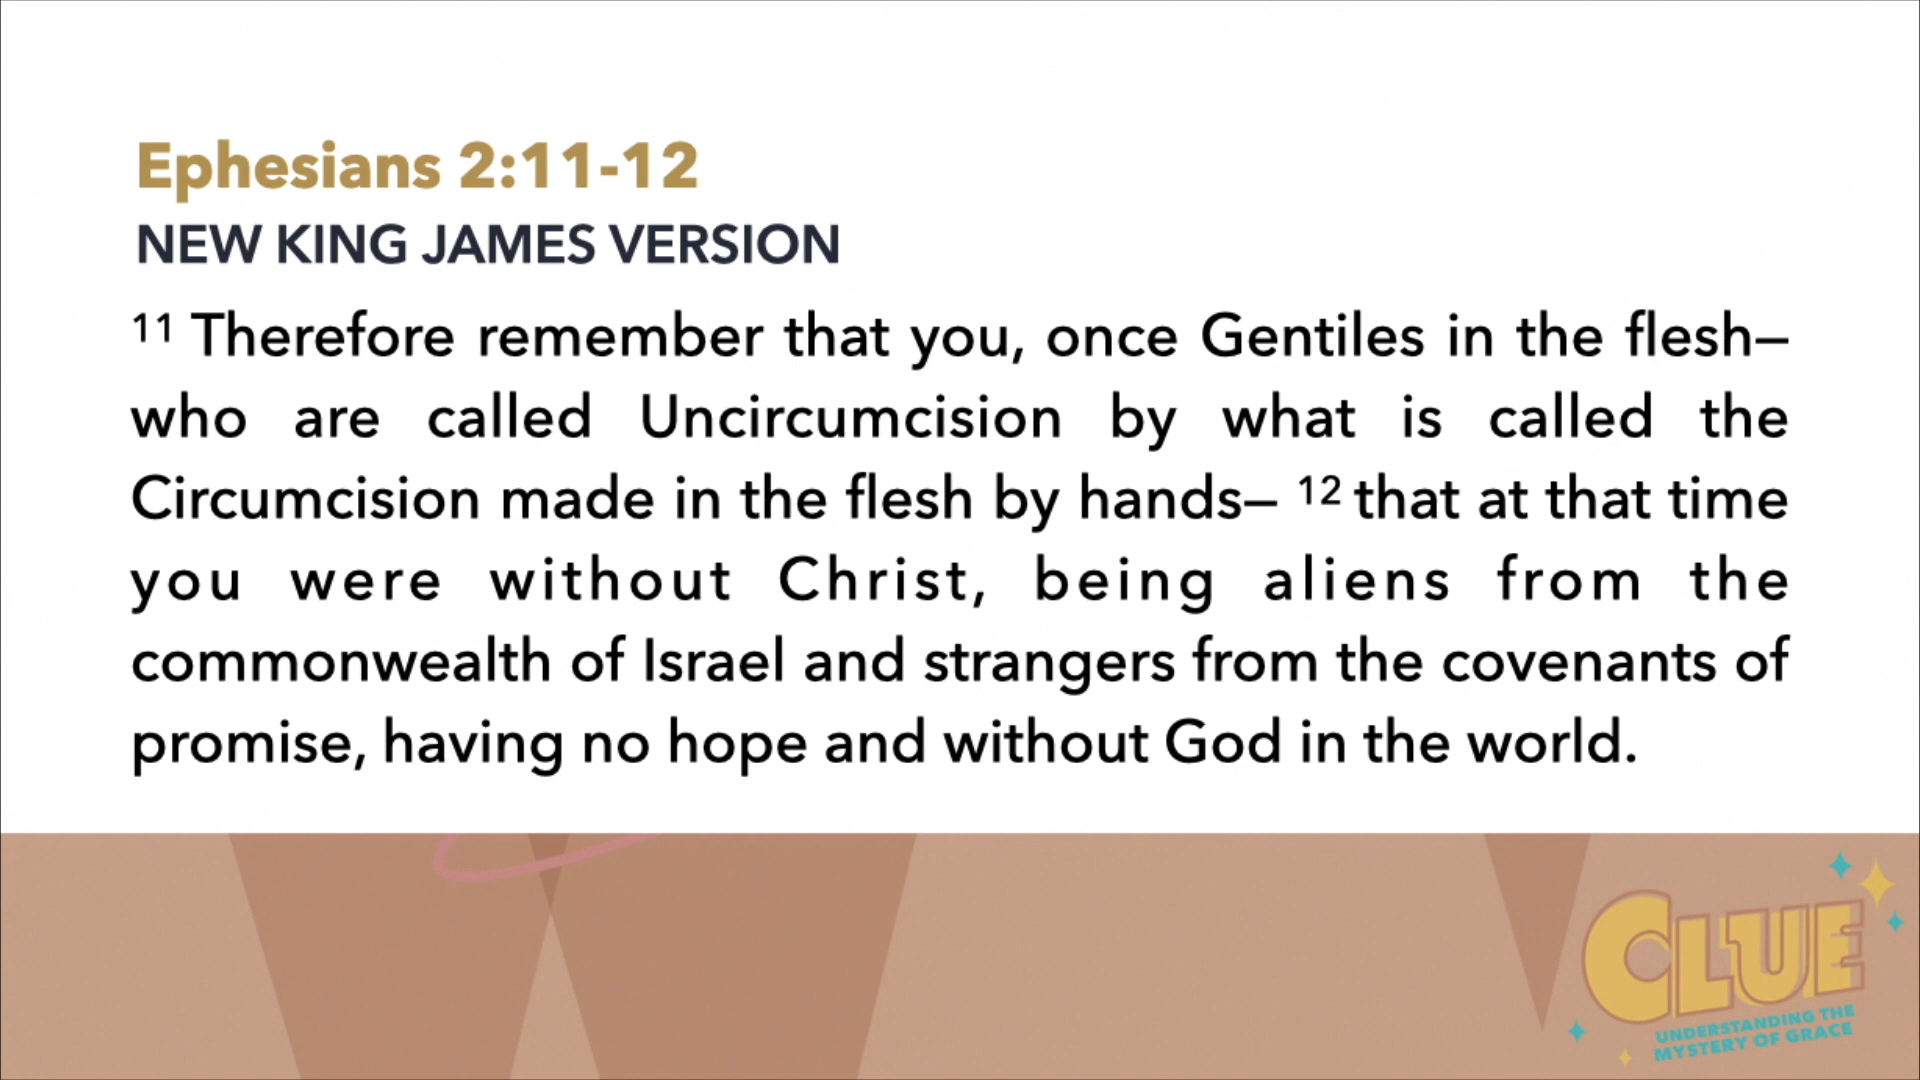 Ephesians 2:11-12
NEW KING JAMES VERSION
¹¹ Therefore remember that you, once Gentiles in the flesh—
who are called Uncircumcision by what is called the
Circumcision made in the flesh by hands— ¹² that at that time
you were without Christ, being aliens from the
commonwealth of Israel and strangers from the covenants of
promise, having no hope and without God in the world.
CLUE
UNDERSTANDING THE
MYSTERY OF GRACE